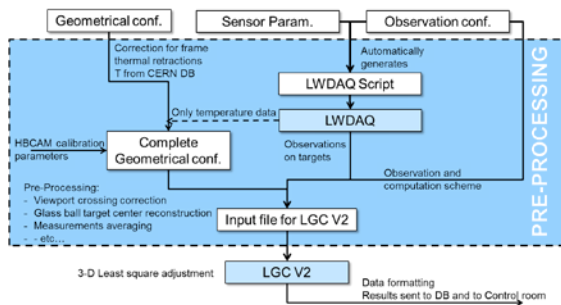 Geometrical conf.
Sensor Param.
Observation conf.
Correction for frame
thermal retractions
T from CERN DB
Automatically
generates
LWDAQ Script
Only temperature data
LWDAQ
HBCAM calibration
parameters
Complete
Geometrical conf.
Observations
on targets
Observation and
computation scheme
Pre-Processing:
- Viewport crossing correction
- Glass ball target center reconstruction
- Measurements averaging
- - etc...
Input file for LGC V2
PRE-PROCESSING
3-D Least square adjustment
LGC V2
Data formatting
Results sent to DB and to Control room